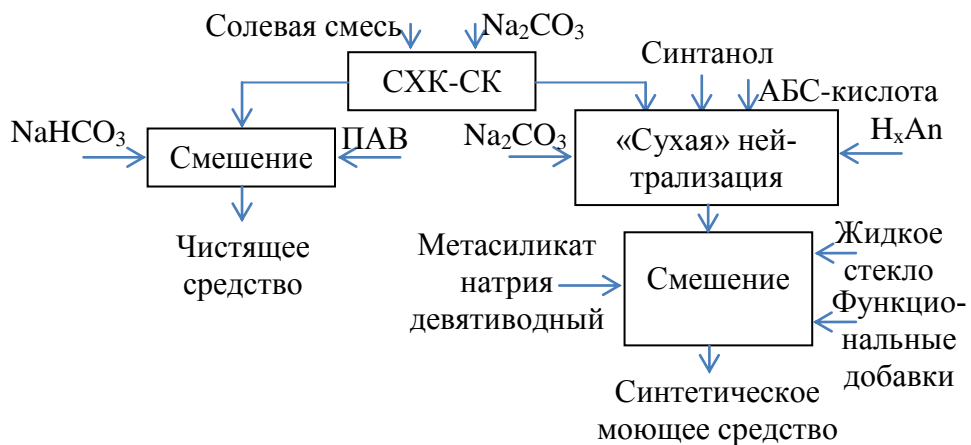 Солевая смесь
Na₂CO₃
Синтанол
СХК-СК
АБС-кислота
NaHCO₃
Смешение
ПАВ
Na₂CO₃
«Сухая» ней-
трализация
HₓAn
Чистящее
средство
Метасиликат
натрия
девятиводный
Смешение
Жидкое
стекло
Функцио-
нальные
добавки
Синтетическое
моющее средство